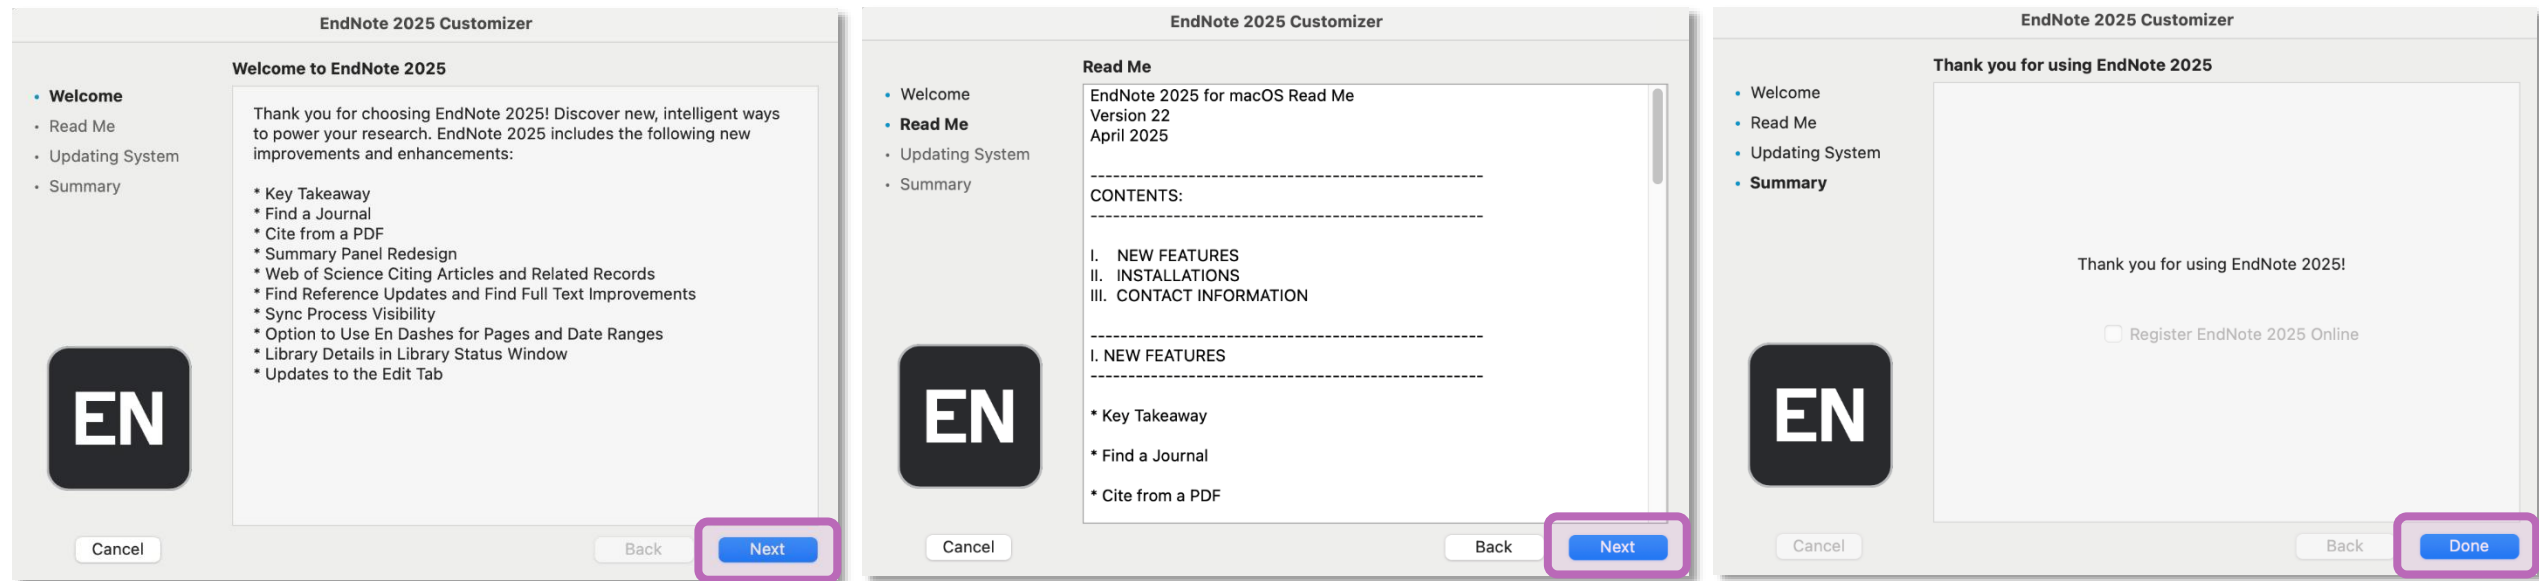 EndNote 2025 Customizer
Welcome to EndNote 2025
Welcome
Read Me
Updating System
Summary
Thank you for choosing EndNote 2025! Discover new, intelligent ways
to power your research. EndNote 2025 includes the following new
improvements and enhancements:
* Key Takeaway
* Find a Journal
* Cite from a PDF
* Summary Panel Redesign
* Web of Science Citing Articles and Related Records
* Find Reference Updates and Find Full Text Improvements
* Sync Process Visibility
* Option to Use En Dashes for Pages and Date Ranges
* Library Details in Library Status Window
* Updates to the Edit Tab
EN
Cancel
Back
Next
EndNote 2025 Customizer
Read Me
Welcome
Read Me
Updating System
Summary
EndNote 2025 for macOS Read Me
Version 22
April 2025
----------------------------------------------------
CONTENTS:
----------------------------------------------------
I. NEW FEATURES
II. INSTALLATIONS
III. CONTACT INFORMATION
----------------------------------------------------
I. NEW FEATURES
----------------------------------------------------
* Key Takeaway
* Find a Journal
* Cite from a PDF
EN
Cancel
Back
Next
EndNote 2025 Customizer
Thank you for using EndNote 2025
Welcome
Read Me
Updating System
Summary
Thank you for using EndNote 2025!
Register EndNote 2025 Online
EN
Cancel
Back
Done